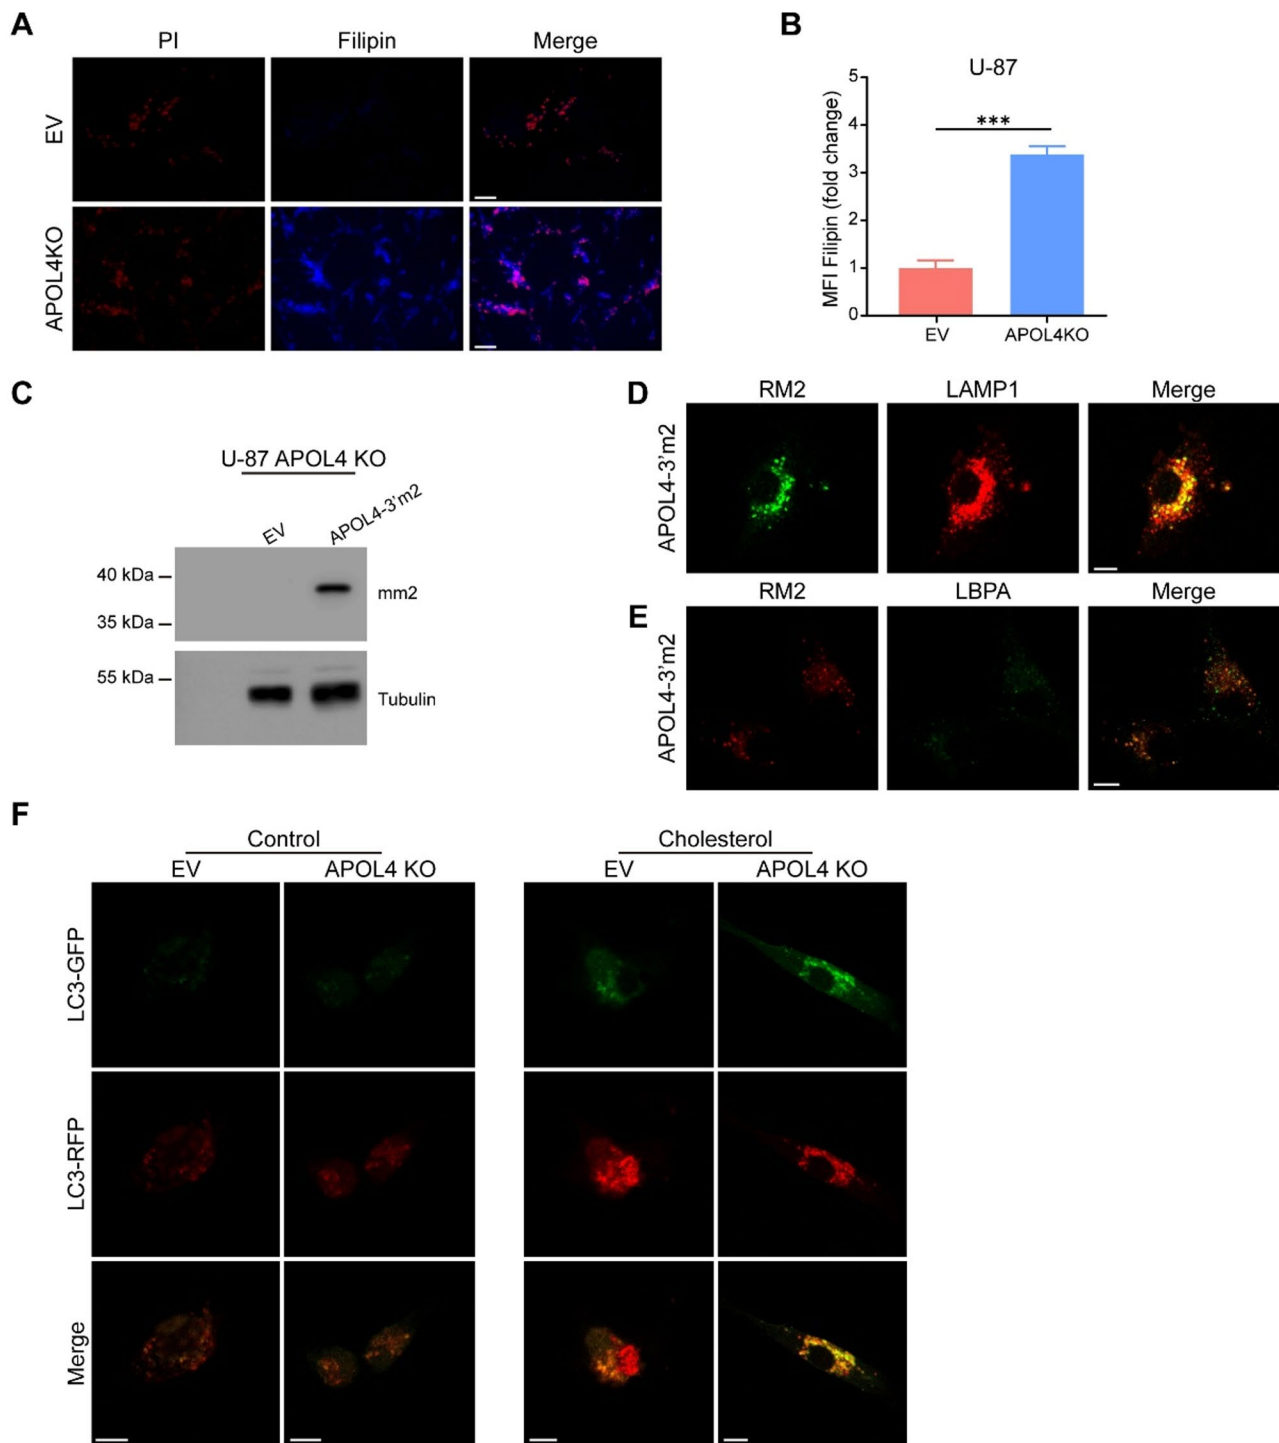 A
PI Filipin Merge
EV
APOL4KO
B
U-87
MFI Filipin (fold change)
5
4
3
2
1
0
***
EV APOL4KO
C
U-87 APOL4 KO
EV APOL4-3'm2
40 kDa
mm2
35 kDa
55 kDa
Tubulin
D
RM2 LAMP1 Merge
APOL4-3'm2
E
RM2 LBPA Merge
APOL4-3'm2
F
Control Cholesterol
EV APOL4 KO EV APOL4 KO
LC3-GFP
LC3-RFP
Merge